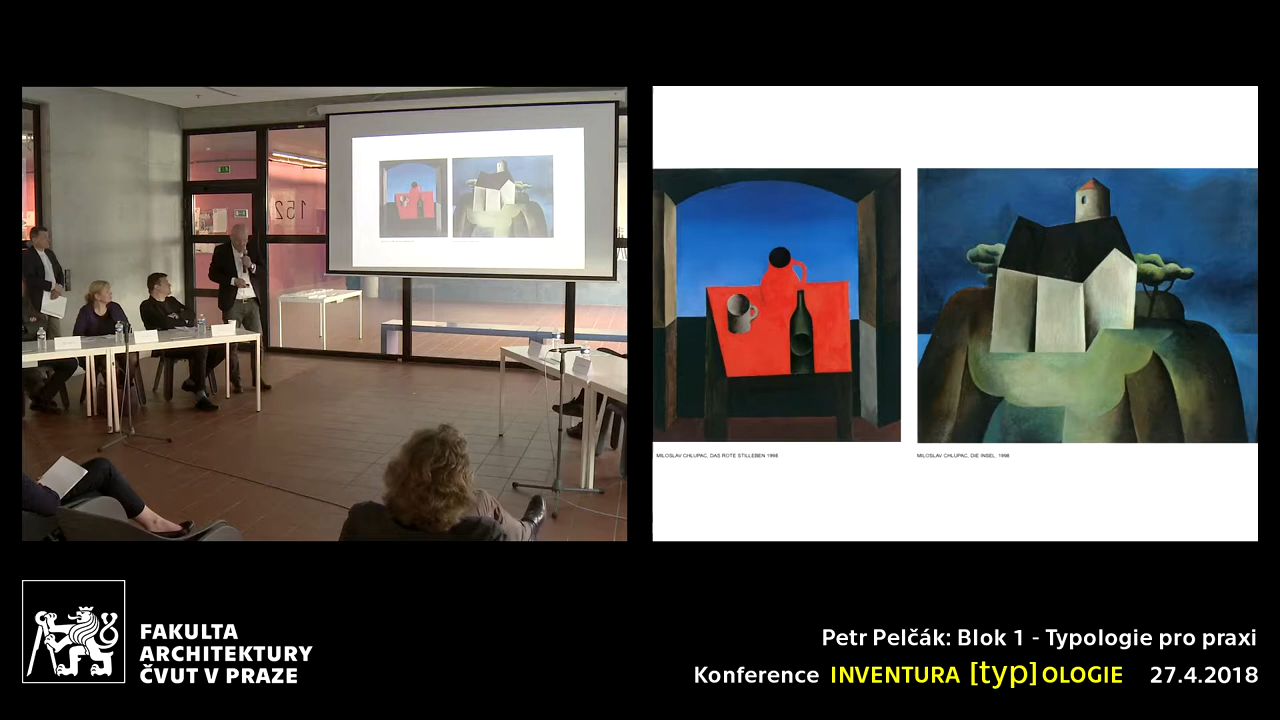 152
MILOSLAV CHLUPAC, DAS ROTE STILLEBEN 1998
MILOSLAV CHLUPAC, DIE INSEL, 1998
FAKULTA
ARCHITEKTURY
ČVUT V PRAZE
Petr Pelčák: Blok 1 - Typologie pro praxi
Konference INVENTURA [typ]OLOGIE 27.4.2018